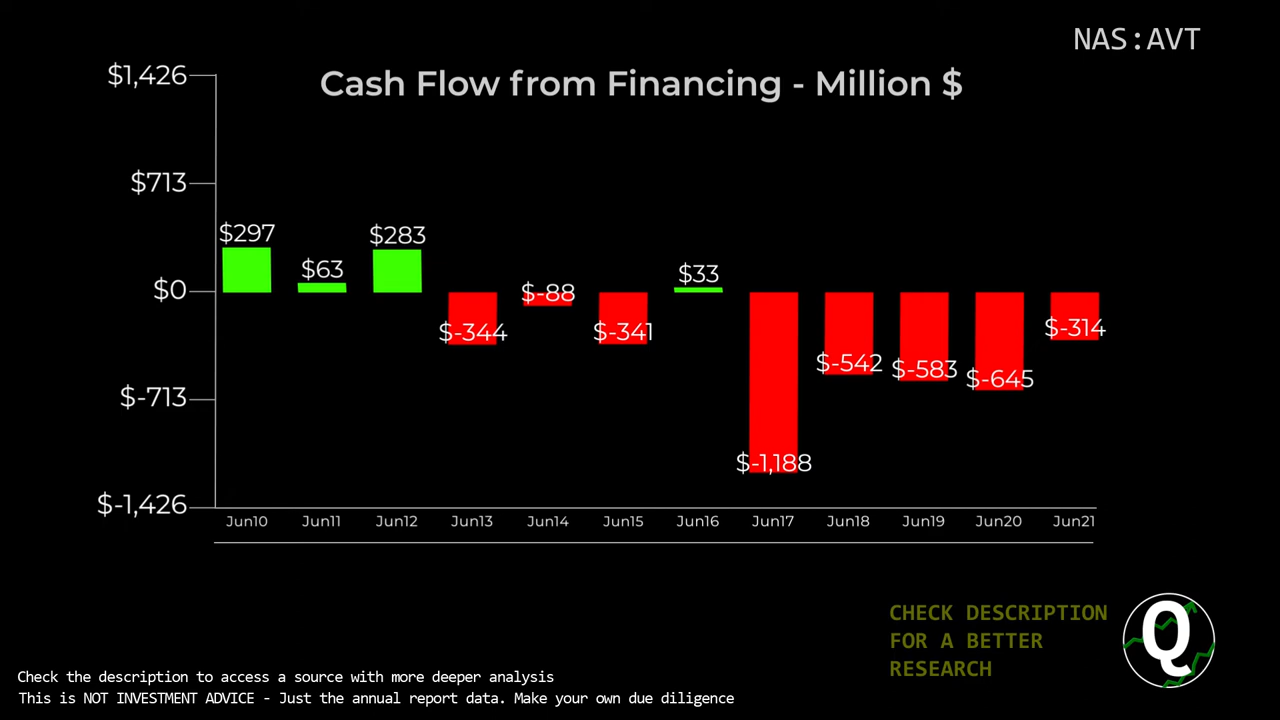 NAS:AVT
Cash Flow from Financing - Million $
$1,426
$713
$0
$-713
$-1,426
$297
$63
$283
$-344
$-88
$-341
$33
$-1,188
$-542
$-583
$-645
$-314
Jun10 Jun11 Jun12 Jun13 Jun14 Jun15 Jun16 Jun17 Jun18 Jun19 Jun20 Jun21
CHECK DESCRIPTION
FOR A BETTER
RESEARCH
Q
Check the description to access a source with more deeper analysis
This is NOT INVESTMENT ADVICE - Just the annual report data. Make your own due diligence